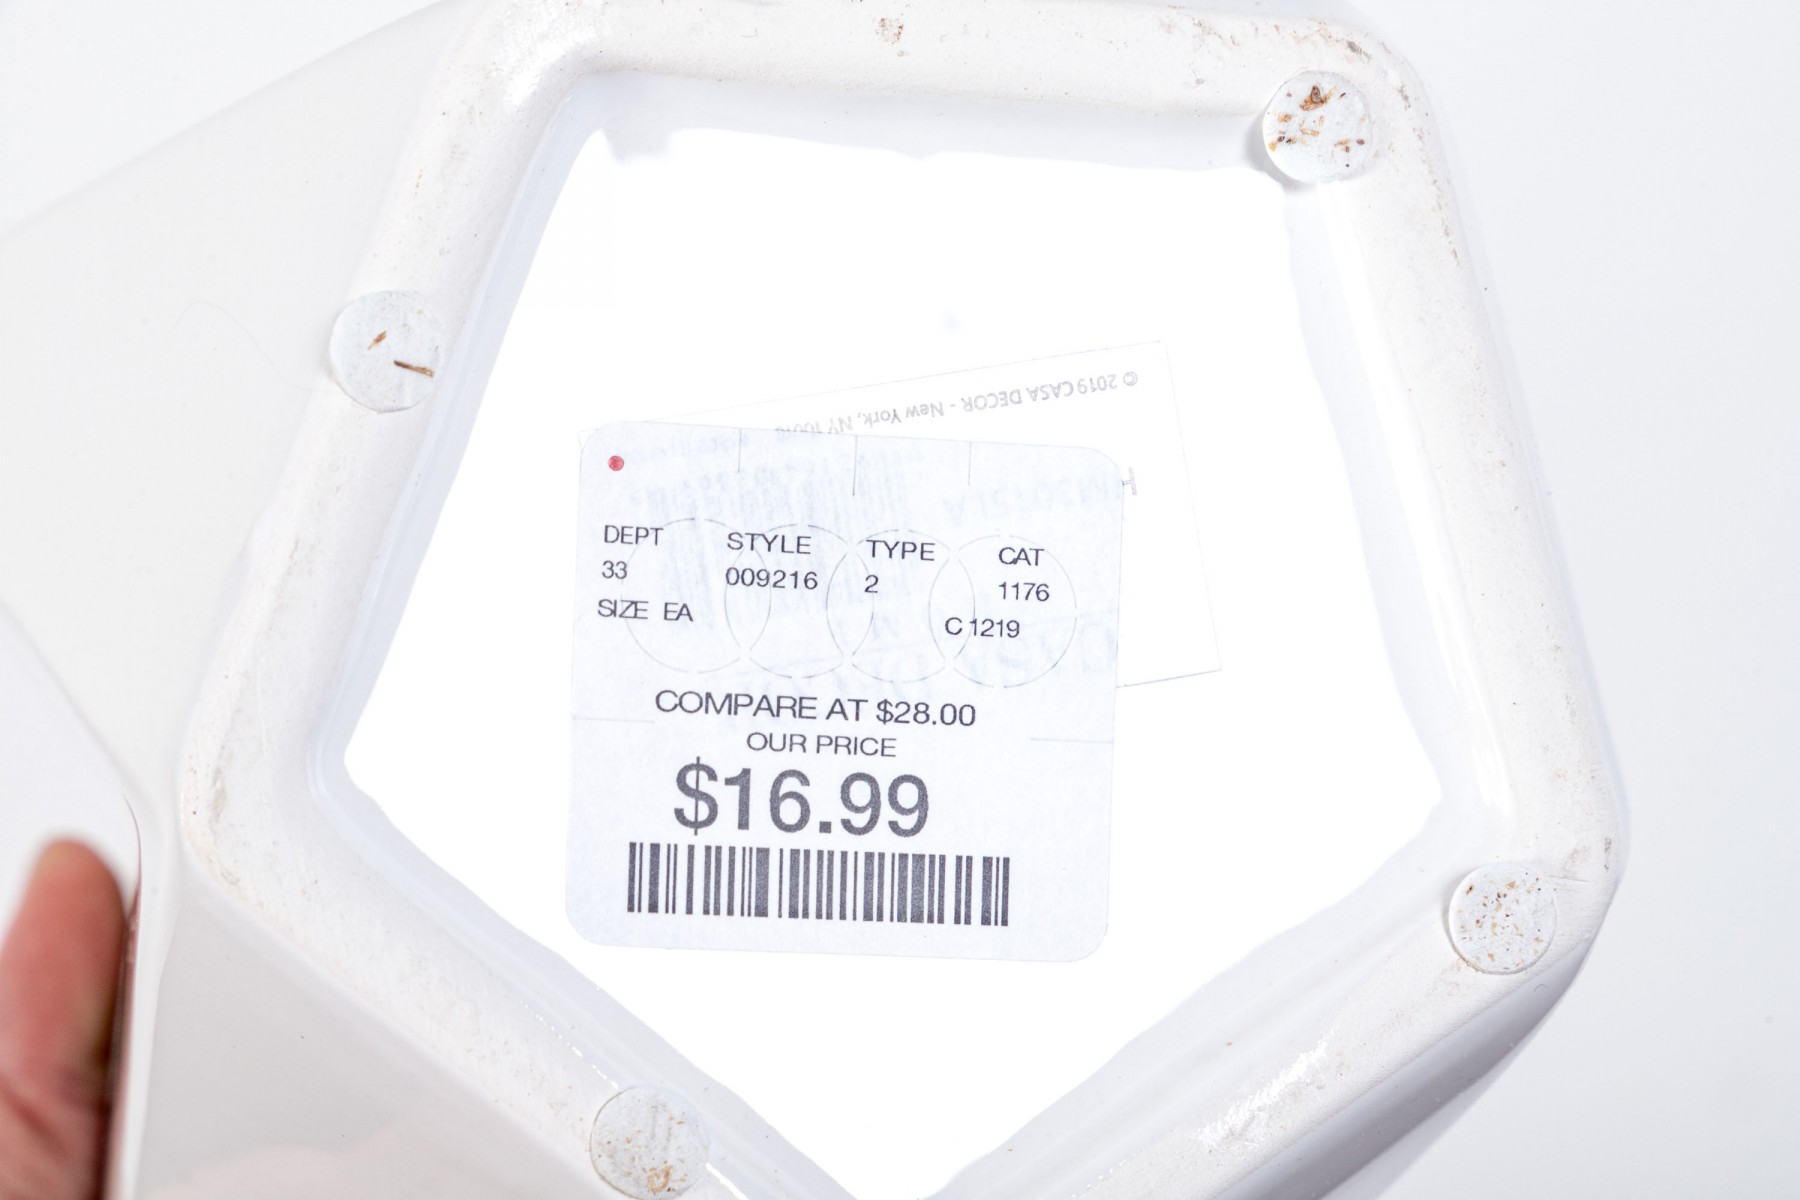 © 2019 CASA DECOR - New York, NY 10018
DEPT STYLE TYPE CAT
33 009216 2 1176
SIZE EA C 1219
COMPARE AT $28.00
OUR PRICE
$16.99